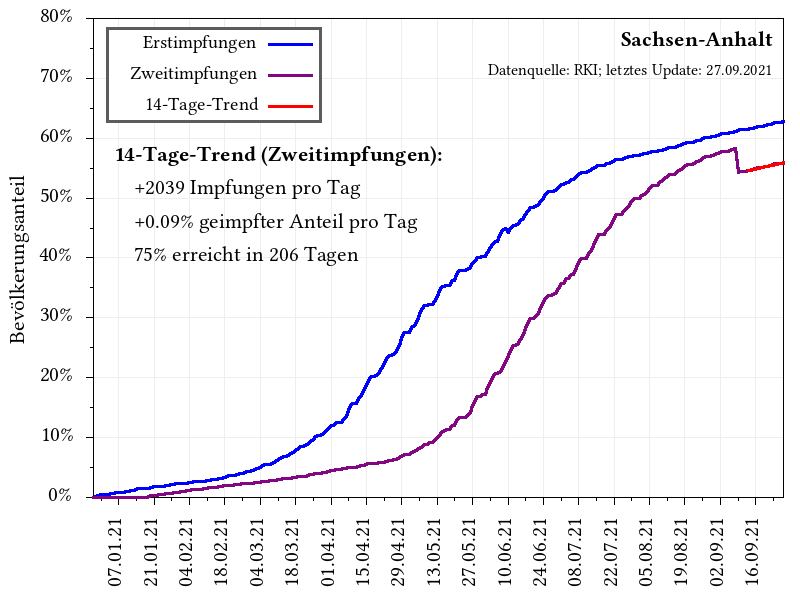 80%
70%
60%
50%
40%
30%
20%
10%
0%
Bevölkerungsanteil
Erstimpfungen
Zweitimpfungen
14-Tage-Trend
Sachsen-Anhalt
Datenquelle: RKI; letztes Update: 27.09.2021
14-Tage-Trend (Zweitimpfungen):
+2039 Impfungen pro Tag
+0.09% geimpfter Anteil pro Tag
75% erreicht in 206 Tagen
07.01.21
21.01.21
04.02.21
18.02.21
04.03.21
18.03.21
01.04.21
15.04.21
29.04.21
13.05.21
27.05.21
10.06.21
24.06.21
08.07.21
22.07.21
05.08.21
19.08.21
02.09.21
16.09.21